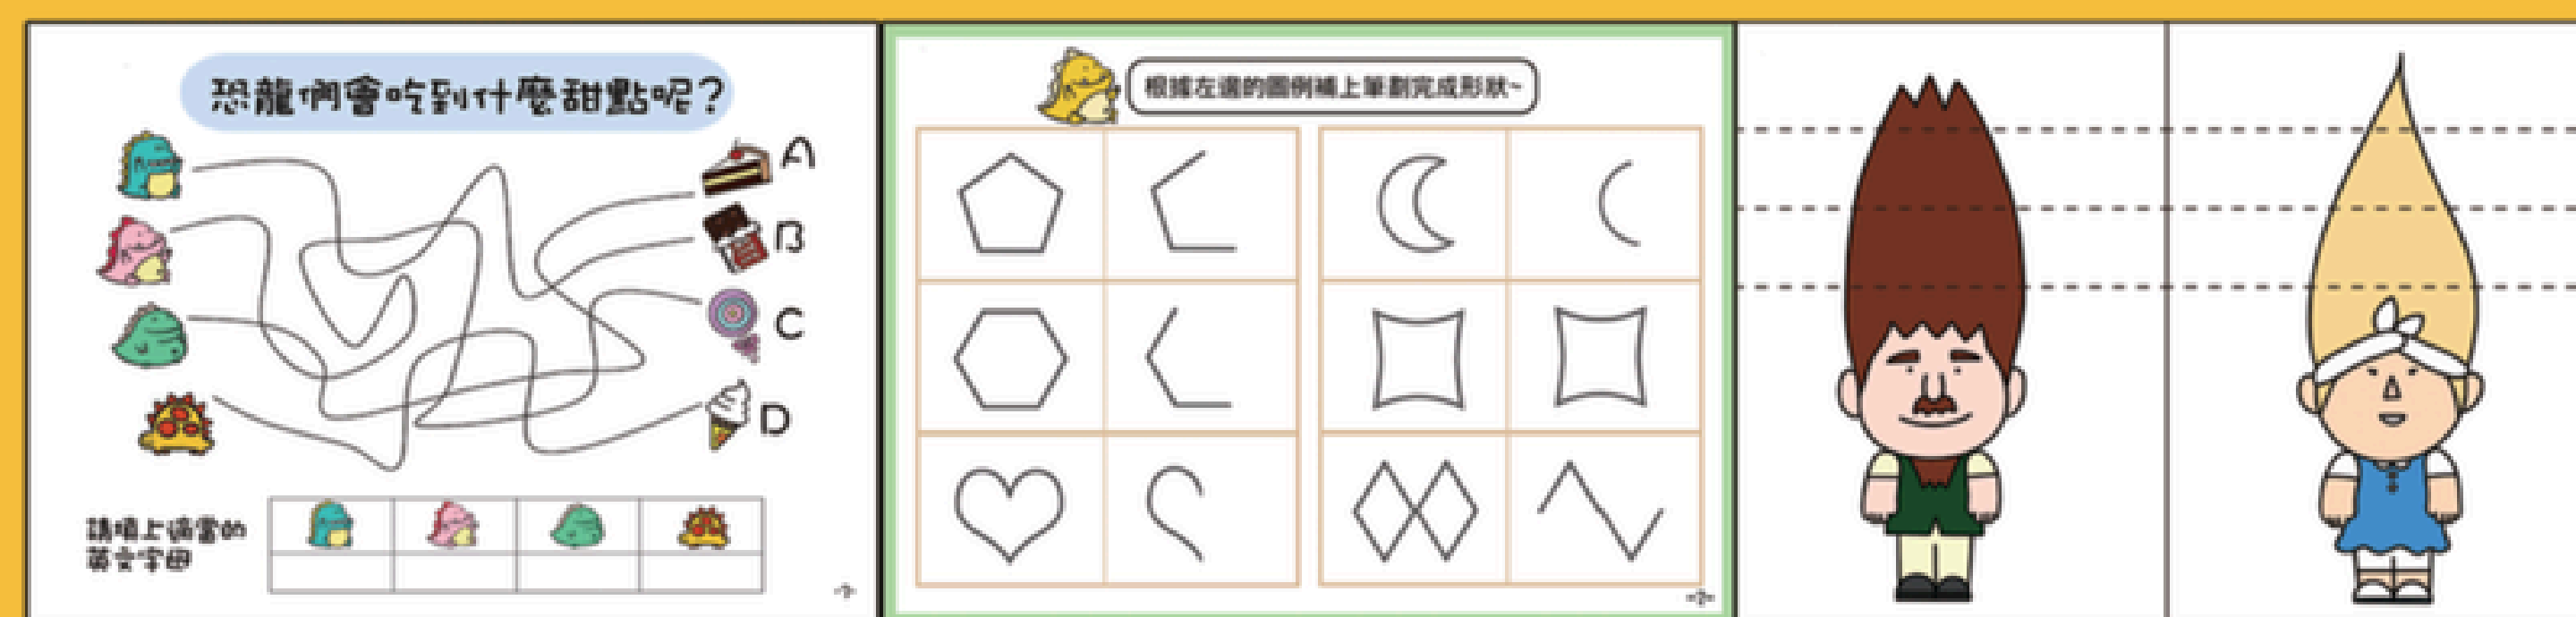 恐龍們會吃到什麼甜點呢?
A
B
C
D
請填上適當的
英文字母
根據左邊的圖例補上筆劃完成形狀~
-2-